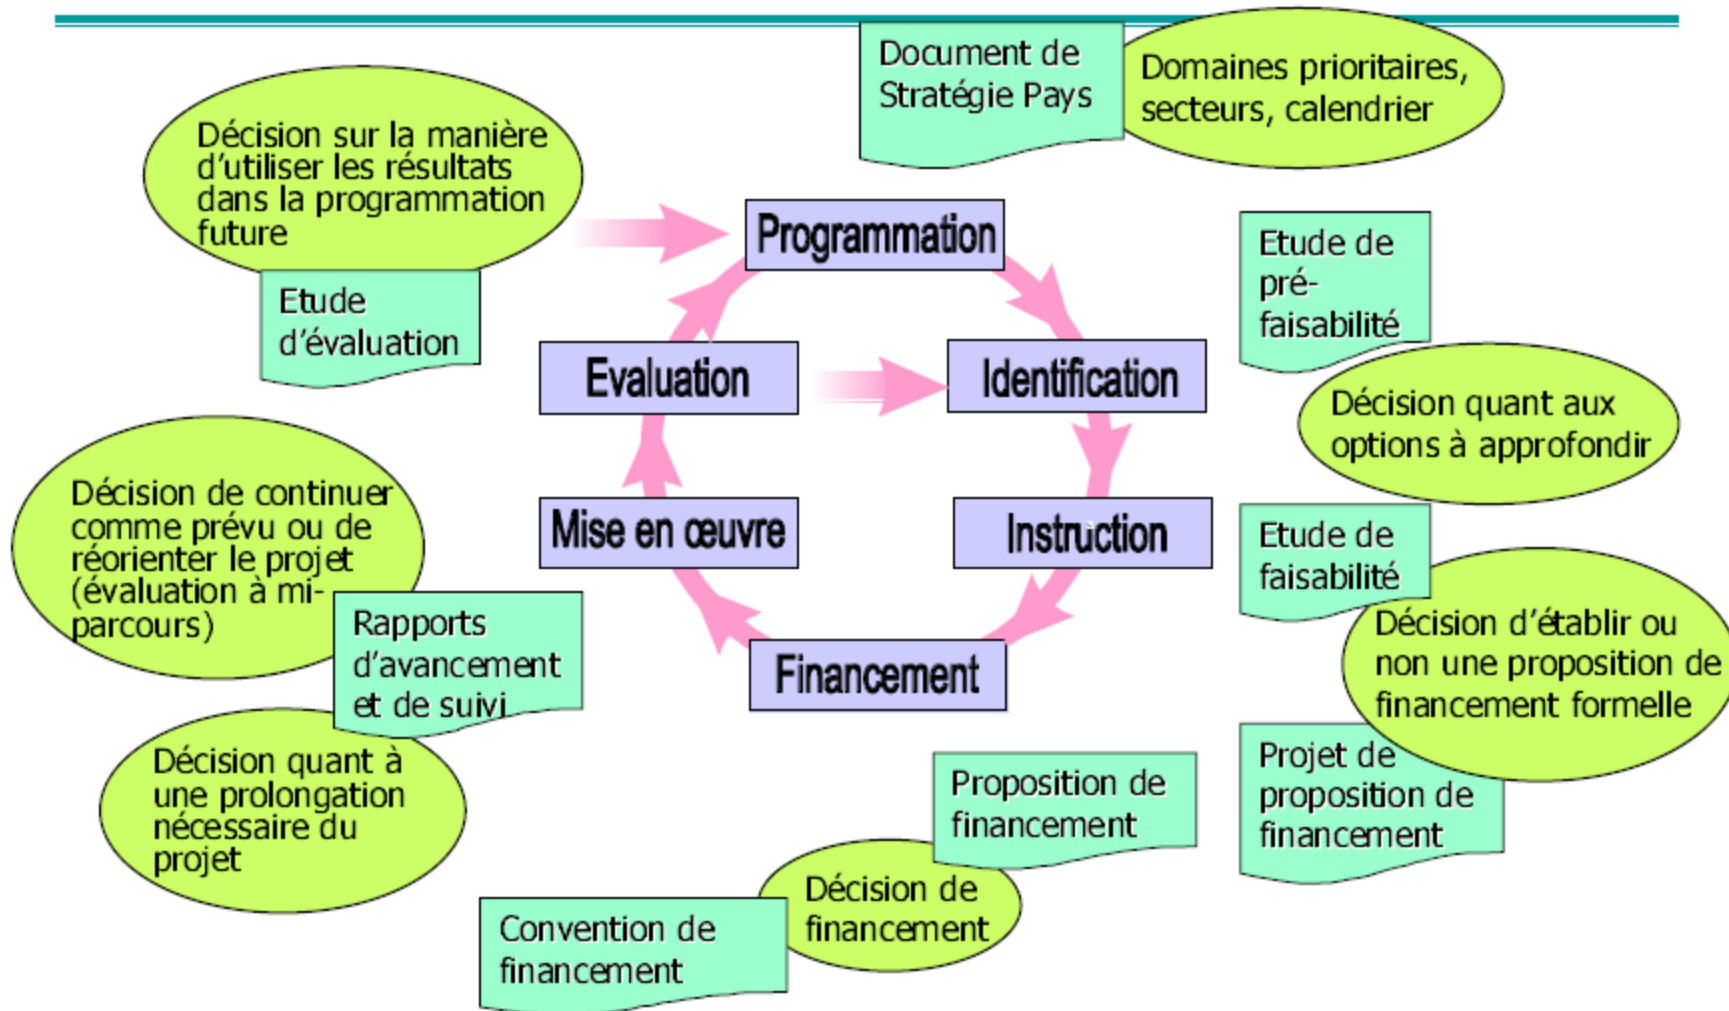 Document de
Stratégie Pays
Domaines prioritaires,
secteurs, calendrier
Décision sur la manière
d'utiliser les résultats
dans la programmation
future
Etude
d'évaluation
Programmation
Etude de
pré-
faisabilité
Evaluation
Identification
Décision quant aux
options à approfondir
Décision de continuer
comme prévu ou de
réorienter le projet
(évaluation à mi-
parcours)
Mise en œuvre
Instruction
Etude de
faisabilité
Décision d'établir ou
non une proposition de
financement formelle
Rapports
d'avancement
et de suivi
Financement
Décision quant à
une prolongation
nécessaire du
projet
Proposition de
financement
Projet de
proposition de
financement
Décision de
financement
Convention de
financement